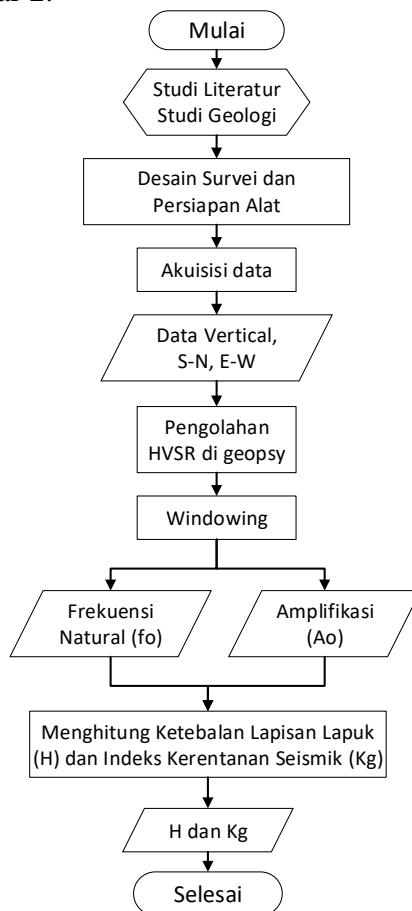 Mulai
Studi Literatur
Studi Geologi
Desain Survei dan
Persiapan Alat
Akuisisi data
Data Vertical,
S-N, E-W
Pengolahan
HVSR di geopsy
Windowing
Frekuensi
Natural (fo)
Amplifikasi
(Ao)
Menghitung Ketebalan Lapisan Lapuk
(H) dan Indeks Kerentanan Seismik (Kg)
H dan Kg
Selesai